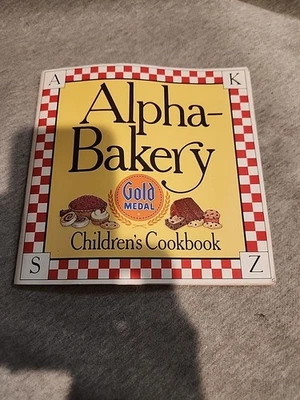 A K
Alpha-
Bakery
Gold
MEDAL
Children's Cookbook
S Z